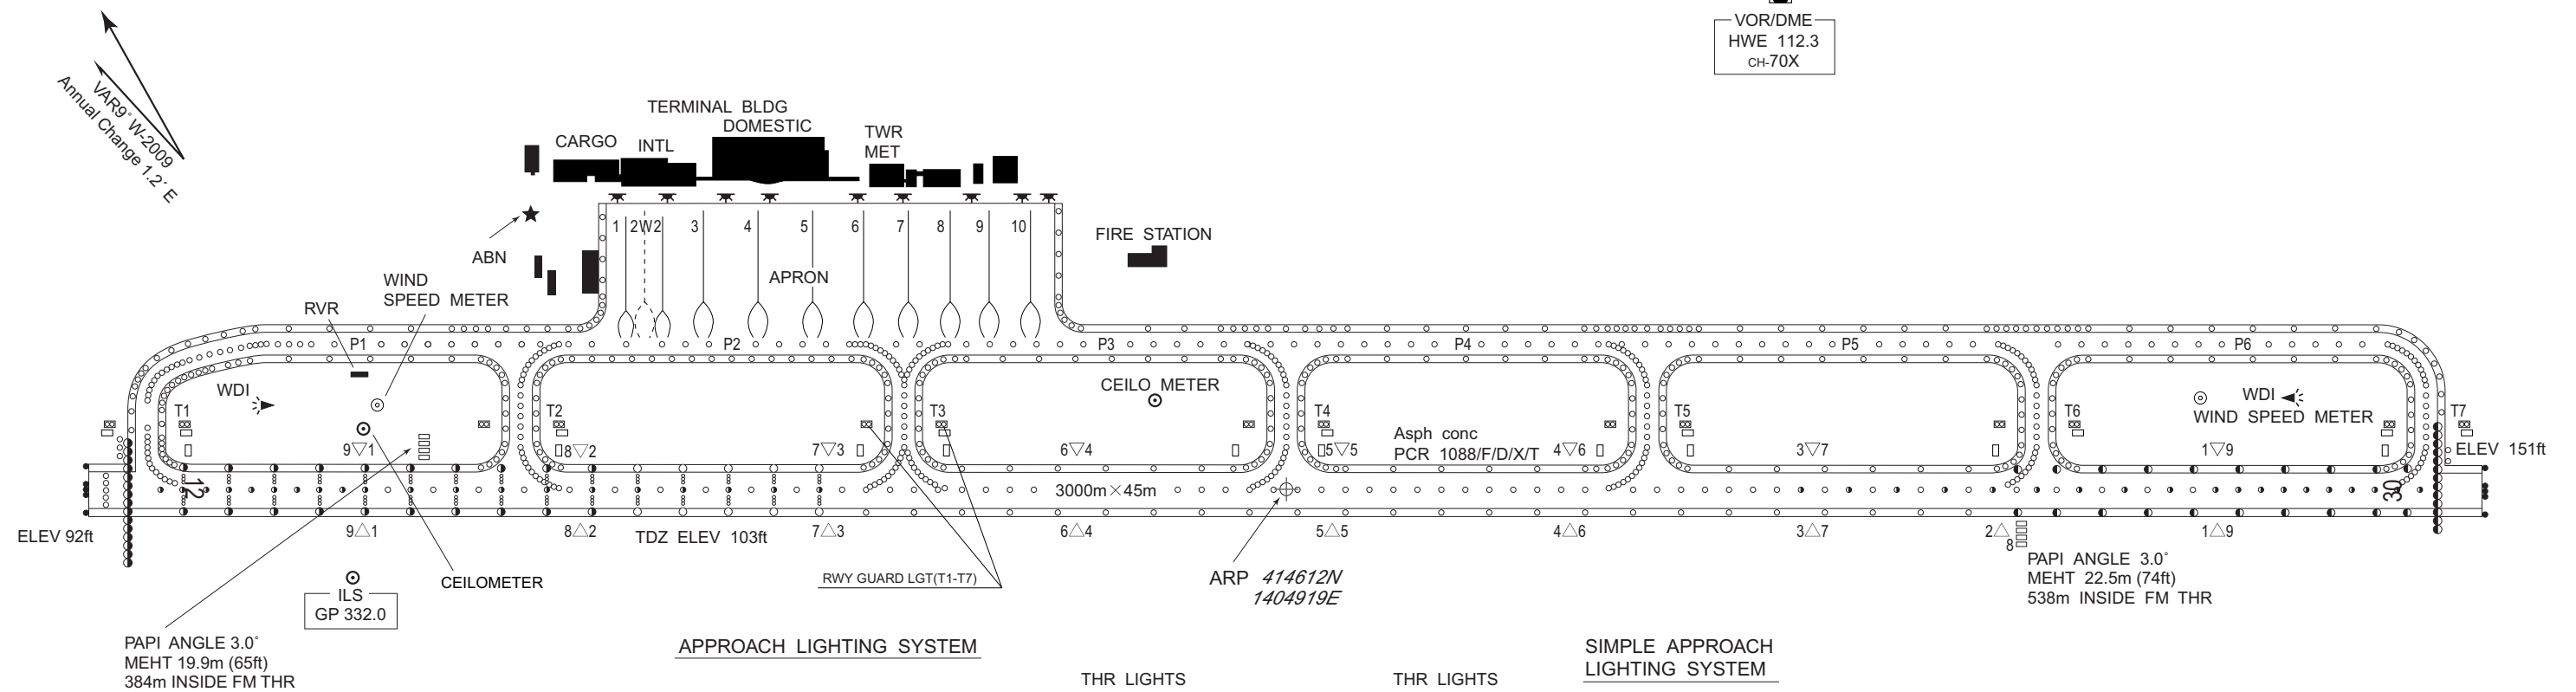 VOR/DME
HWE 112.3
CH-70X
VAR9° W-2009
Annual Change 1.2´ E
TERMINAL BLDG
DOMESTIC
CARGO
INTL
TWR
MET
ABN
1 2W2 3 4 5 6 7 8 9 10
APRON
FIRE STATION
WIND
SPEED METER
RVR
P1 P2 P3 P4 P5 P6
WDI
CEILO METER
WDI
WIND SPEED METER
T1 T2 T3 T4 T5 T6 T7
Asph conc
PCR 1088/F/D/X/T
9▽1 8▽2 7▽3 6▽4 5▽5 4▽6 3▽7 1▽9
ELEV 151ft
12
3000m×45m
30
ELEV 92ft
9△1 8△2 TDZ ELEV 103ft 7△3 6△4 5△5 4△6 3△7 2△8 1△9
CEILOMETER
RWY GUARD LGT(T1-T7)
ILS
GP 332.0
ARP 414612N
1404919E
PAPI ANGLE 3.0°
MEHT 22.5m (74ft)
538m INSIDE FM THR
PAPI ANGLE 3.0°
MEHT 19.9m (65ft)
384m INSIDE FM THR
APPROACH LIGHTING SYSTEM
SIMPLE APPROACH
LIGHTING SYSTEM
THR LIGHTS
THR LIGHTS